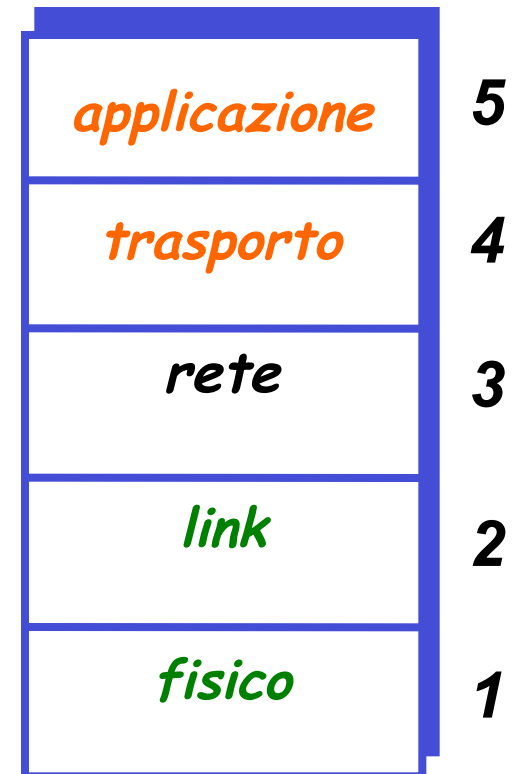 applicazione 5
trasporto 4
rete 3
link 2
fisico 1